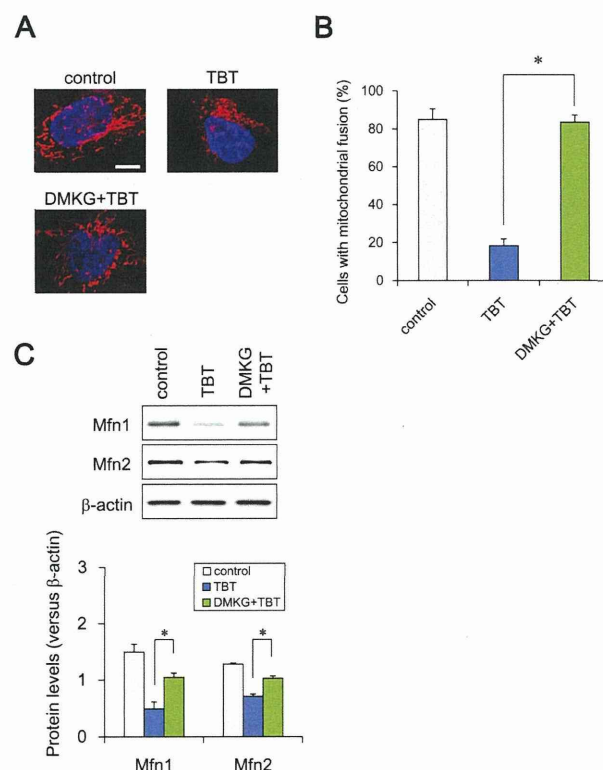 A
control
TBT
DMKG+TBT
B
Cells with mitochondrial fusion (%)
100
80
60
40
20
0
*
control
TBT
DMKG+TBT
C
control
TBT
DMKG
+TBT
Mfn1
Mfn2
β-actin
Protein levels (versus β-actin)
3
2
1
0
control
TBT
DMKG+TBT
*
*
Mfn1
Mfn2